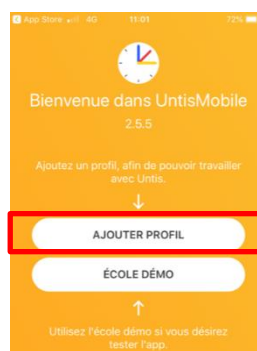 App Store 4G 11:01 72%
Bienvenue dans UntisMobile
2.5.5
Ajoutez un profil, afin de pouvoir travailler
avec Untis.
AJOUTER PROFIL
ÉCOLE DÉMO
Utilisez l'école démo si vous désirez
tester l'app.